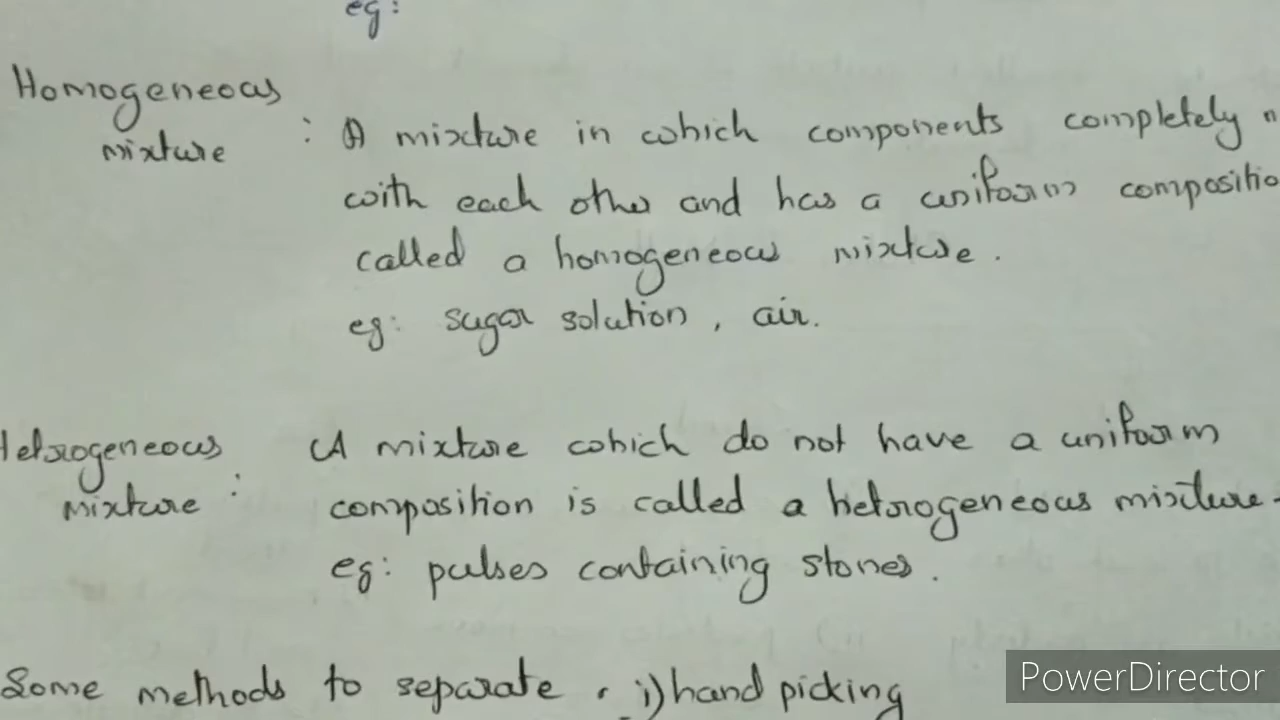 eg:
Homogeneous
mixture : A mixture in which components completely
with each other and has a uniform compositio
called a homogeneous mixture.
eg: sugar solution, air.
Hetrogeneous
mixture : A mixture which do not have a uniform
composition is called a hetrogeneous mixture.
eg: pulses containing stones.
Some methods to separate . i) hand picking
PowerDirector